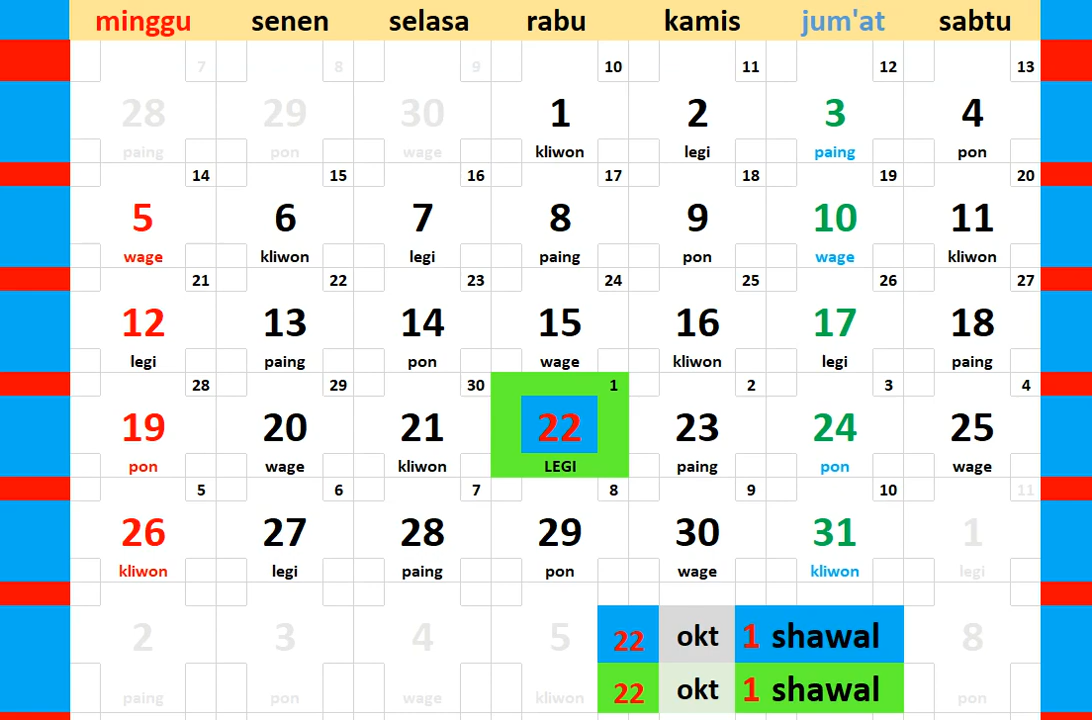 minggu senen selasa rabu kamis jum'at sabtu
7 8 9 10 11 12 13
28 29 30 1 2 3 4
paing pon wage kliwon legi paing pon
14 15 16 17 18 19 20
5 6 7 8 9 10 11
wage kliwon legi paing pon wage kliwon
21 22 23 24 25 26 27
12 13 14 15 16 17 18
legi paing pon wage kliwon legi paing
28 29 30 1 2 3 4
19 20 21 22 23 24 25
pon wage kliwon LEGI paing pon wage
5 6 7 8 9 10 11
26 27 28 29 30 31 1
kliwon legi paing pon wage kliwon legi
2 3 4 5 22 okt 1 shawal 8
paing pon wage kliwon 22 okt 1 shawal pon